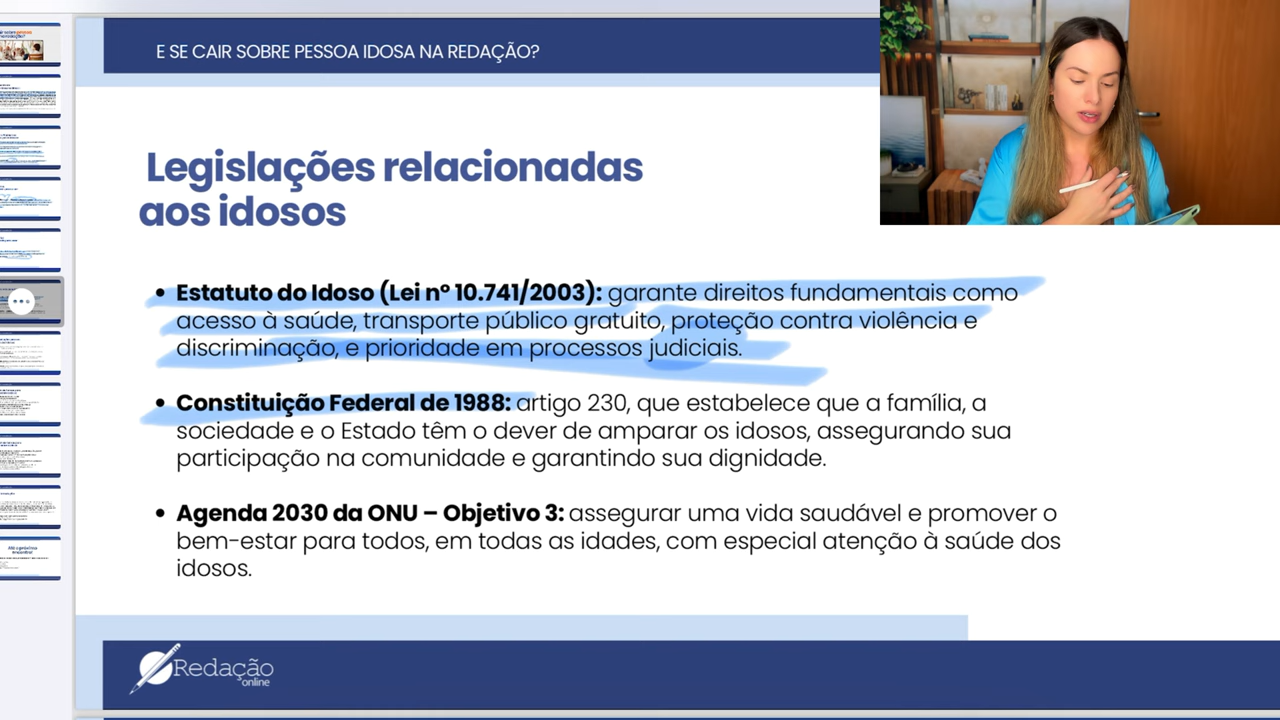 E SE CAIR SOBRE PESSOA IDOSA NA REDAÇÃO?
Legislações relacionadas
aos idosos
• Estatuto do Idoso (Lei nº 10.741/2003): garante direitos fundamentais como
acesso à saúde, transporte público gratuito, proteção contra violência e
discriminação, e prioridade em processos judiciais.
• Constituição Federal de 1988: artigo 230, que estabelece que a família, a
sociedade e o Estado têm o dever de amparar os idosos, assegurando sua
participação na comunidade e garantindo sua dignidade.
• Agenda 2030 da ONU – Objetivo 3: assegurar uma vida saudável e promover o
bem-estar para todos, em todas as idades, com especial atenção à saúde dos
idosos.
Redação
online